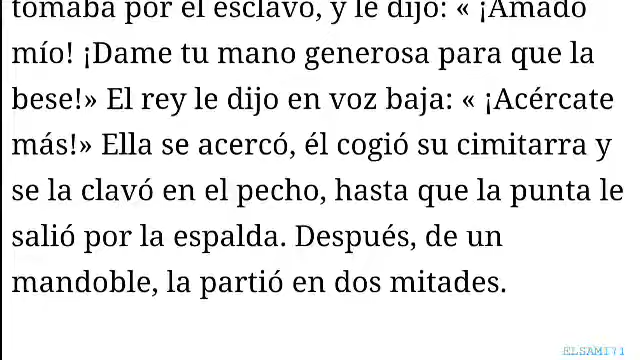 tomaba por el esclavo, y le dijo: « ¡Amado
mío! ¡Dame tu mano generosa para que la
bese!» El rey le dijo en voz baja: « ¡Acércate
más!» Ella se acercó, él cogió su cimitarra y
se la clavó en el pecho, hasta que la punta le
salió por la espalda. Después, de un
mandoble, la partió en dos mitades.
ELSAMI71